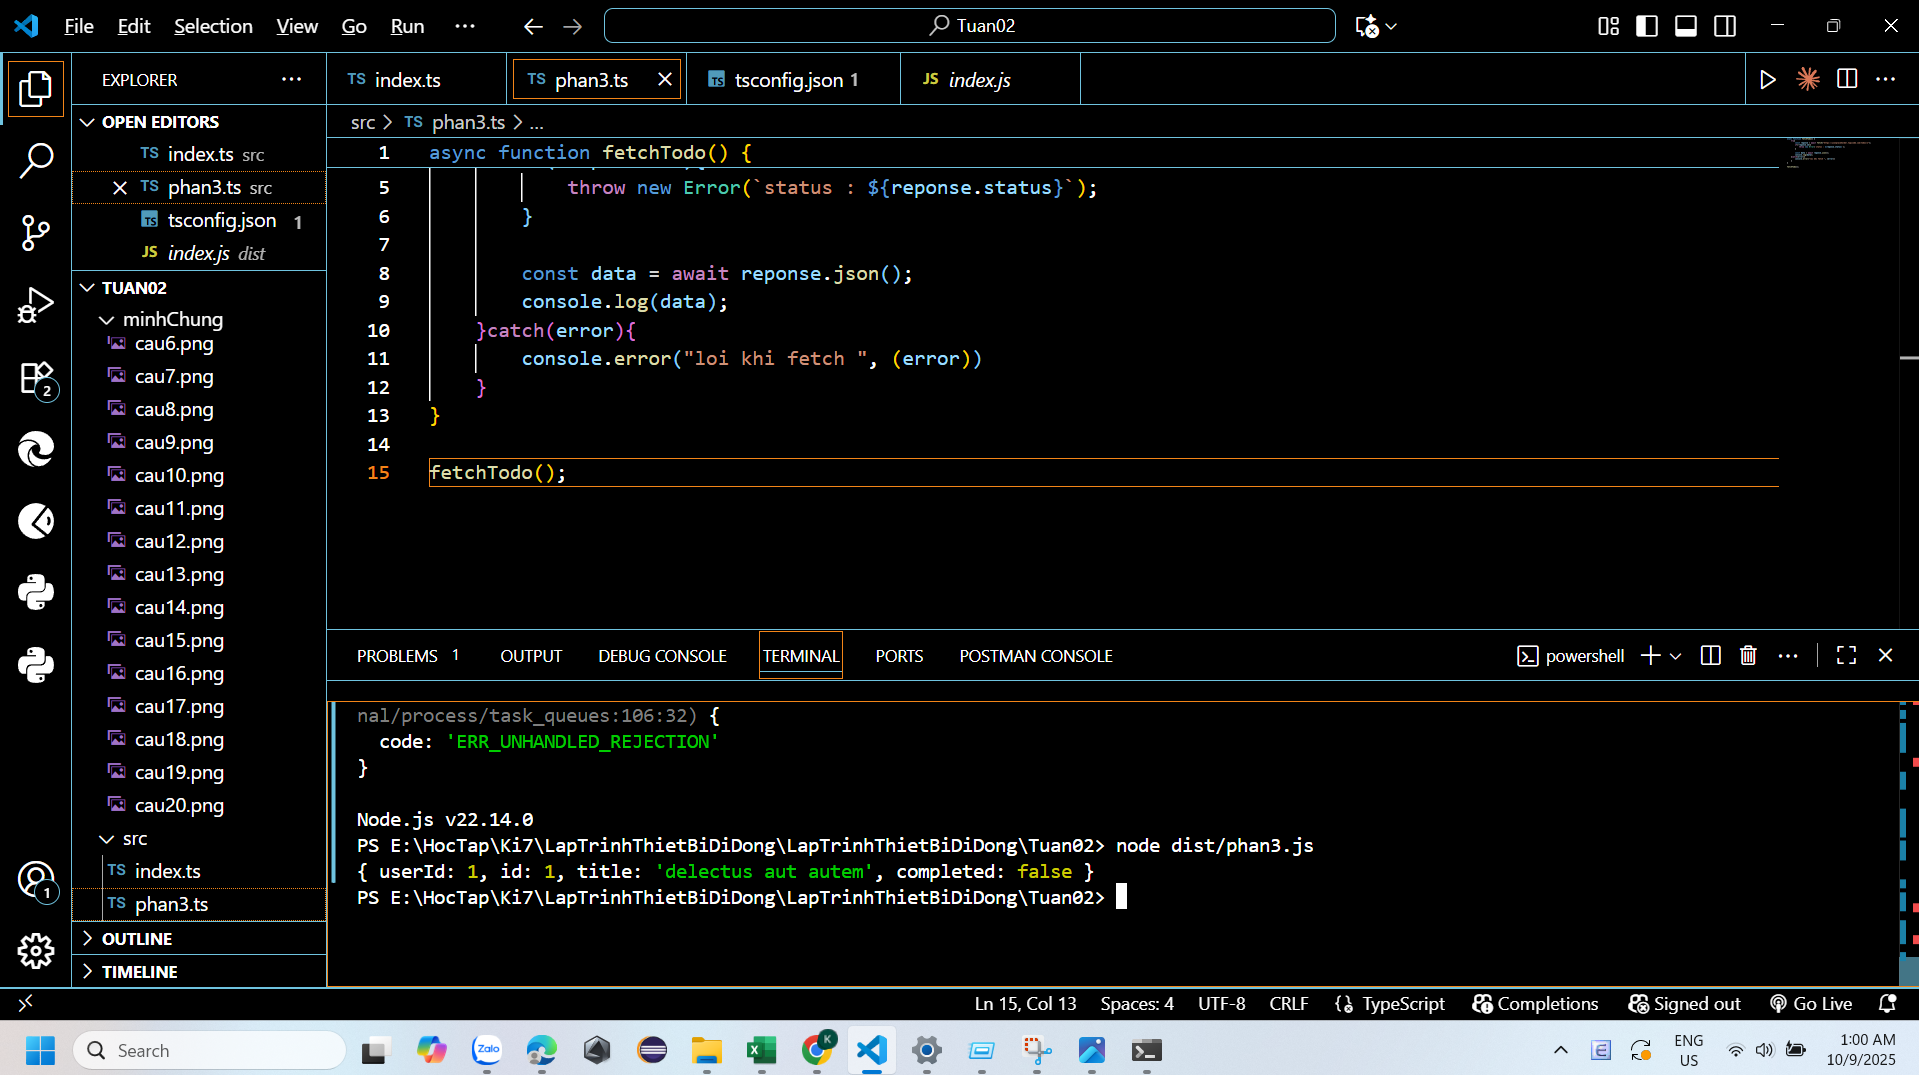 File Edit Selection View Go Run ···
Tuan02
EXPLORER
TS index.ts
TS phan3.ts
TS tsconfig.json 1
JS index.js
OPEN EDITORS
TS index.ts src
TS phan3.ts src
TS tsconfig.json 1
JS index.js dist
TUAN02
minhChung
cau6.png
cau7.png
cau8.png
cau9.png
cau10.png
cau11.png
cau12.png
cau13.png
cau14.png
cau15.png
cau16.png
cau17.png
cau18.png
cau19.png
cau20.png
src
TS index.ts
TS phan3.ts
OUTLINE
TIMELINE
2
1
src > TS phan3.ts > ...
1 async function fetchTodo() {
5 throw new Error(`status : ${reponse.status}`);
6 }
7
8 const data = await reponse.json();
9 console.log(data);
10 }catch(error){
11 console.error("loi khi fetch ", (error))
12 }
13 }
14
15 fetchTodo();
PROBLEMS 1 OUTPUT DEBUG CONSOLE TERMINAL PORTS POSTMAN CONSOLE
powershell
nal/process/task_queues:106:32) {
code: 'ERR_UNHANDLED_REJECTION'
}
Node.js v22.14.0
PS E:\HocTap\Ki7\LapTrinhThietBiDiDong\LapTrinhThietBiDiDong\Tuan02> node dist/phan3.js
{ userId: 1, id: 1, title: 'delectus aut autem', completed: false }
PS E:\HocTap\Ki7\LapTrinhThietBiDiDong\LapTrinhThietBiDiDong\Tuan02>
Ln 15, Col 13 Spaces: 4 UTF-8 CRLF TypeScript Completions Signed out Go Live
Search
Zalo
K
E
ENG
US
1:00 AM
10/9/2025